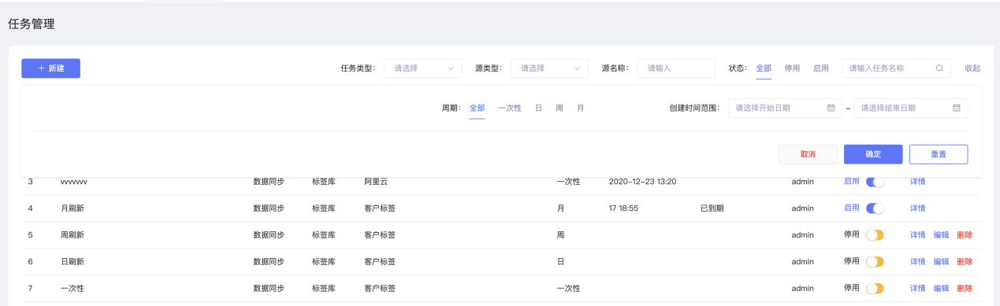 任务管理
+ 新建 任务类型: 请选择 源类型: 请选择 源名称: 请输入 状态: 全部 停用 启用 请输入任务名称 收起
周期: 全部 一次性 日 周 月 创建时间范围: 请选择开始日期 – 请选择结束日期
取消 确定 重置
3 vvvvvvv 数据同步 标签库 阿里云 一次性 2020-12-23 13:20 admin 启用 详情
4 月刷新 数据同步 标签库 客户标签 月 17 18:55 已到期 admin 启用 详情
5 周刷新 数据同步 标签库 客户标签 周 admin 停用 详情 编辑 删除
6 日刷新 数据同步 标签库 客户标签 日 admin 停用 详情 编辑 删除
7 一次性 数据同步 标签库 客户标签 一次性 admin 停用 详情 编辑 删除